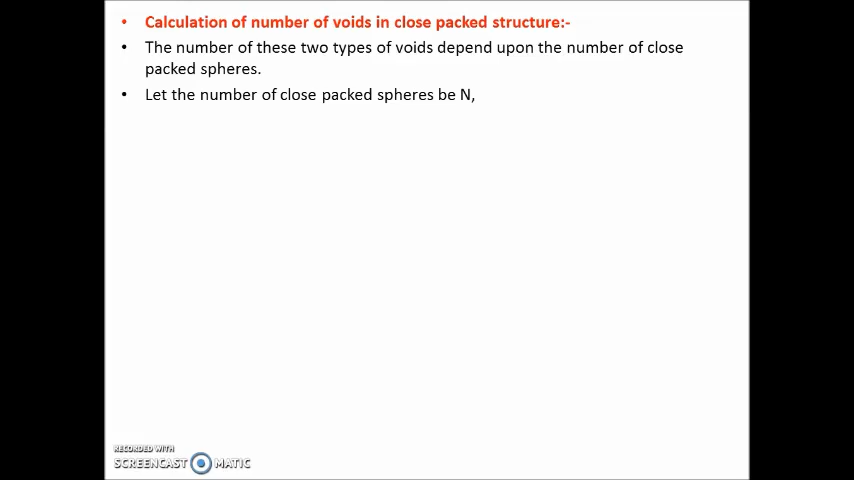 • Calculation of number of voids in close packed structure:-
• The number of these two types of voids depend upon the number of close
packed spheres.
• Let the number of close packed spheres be N,
RECORDED WITH
SCREENCAST MATIC